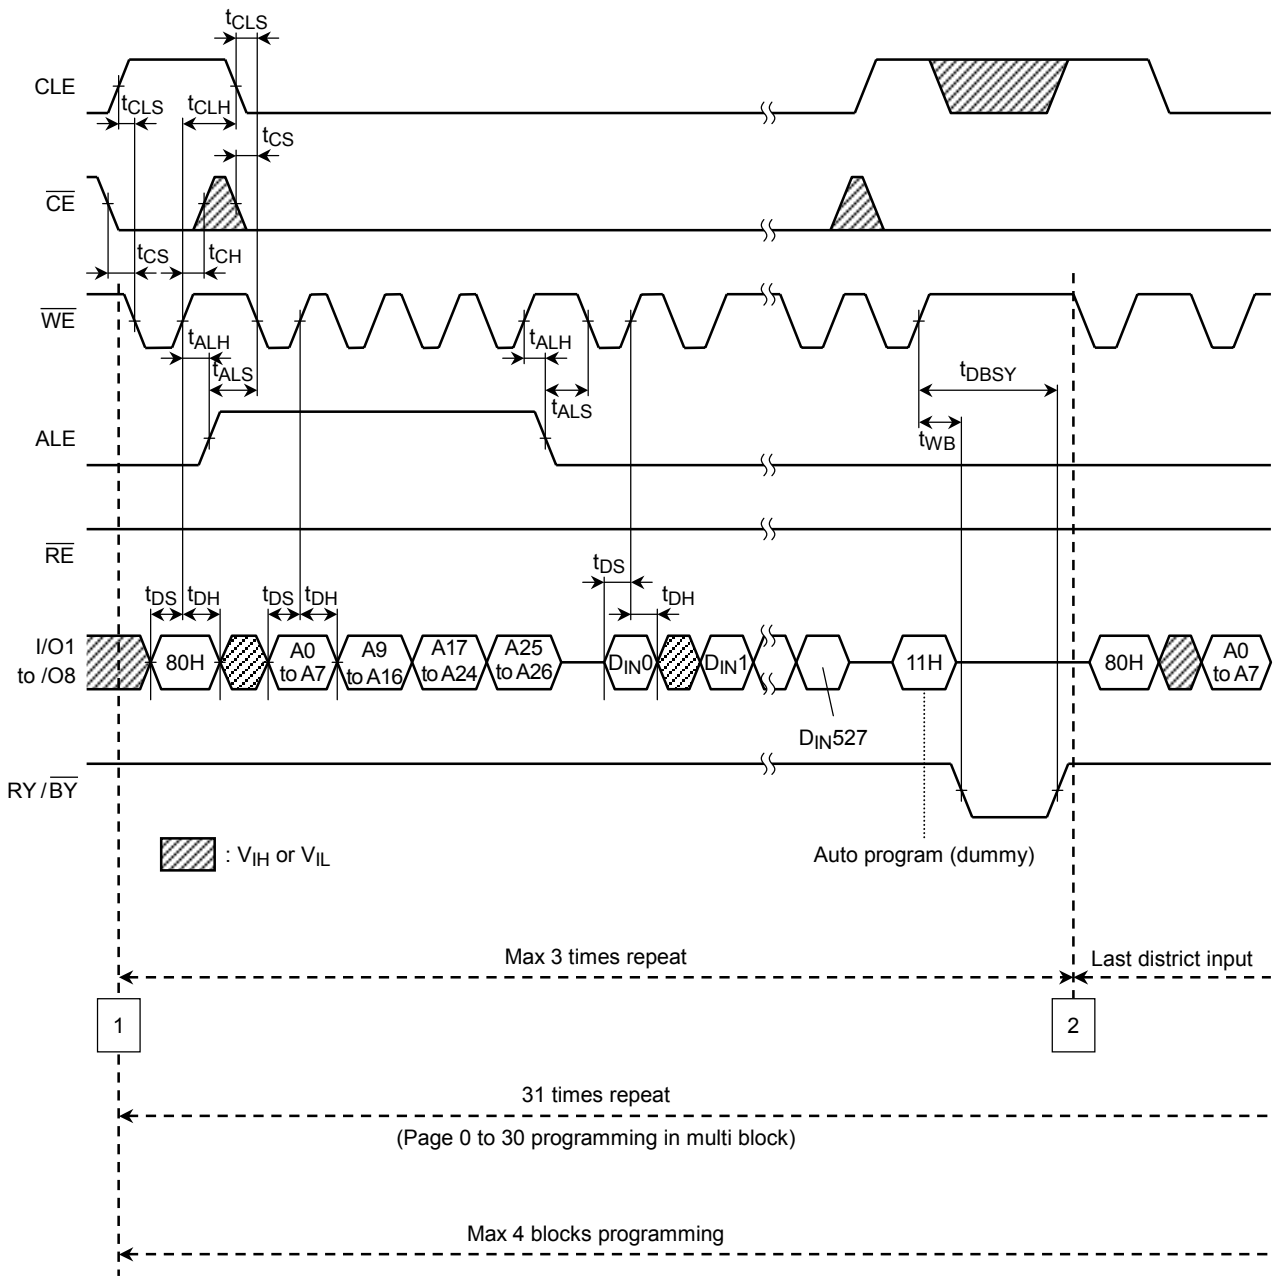 tCLS
CLE
tCLS
tCLH
tCS
CE
tCS
tCH
WE
tALH
tALS
tALH
tALS
tDBSY
tWB
ALE
RE
tDS
tDH
tDS
tDH
tDS
tDH
I/O1
to /O8
80H
A0
to A7
A9
to A16
A17
to A24
A25
to A26
DIN0
DIN1
DIN527
11H
80H
A0
to A7
RY/BY
: VIH or VIL
Auto program (dummy)
Max 3 times repeat
Last district input
1
2
31 times repeat
(Page 0 to 30 programming in multi block)
Max 4 blocks programming